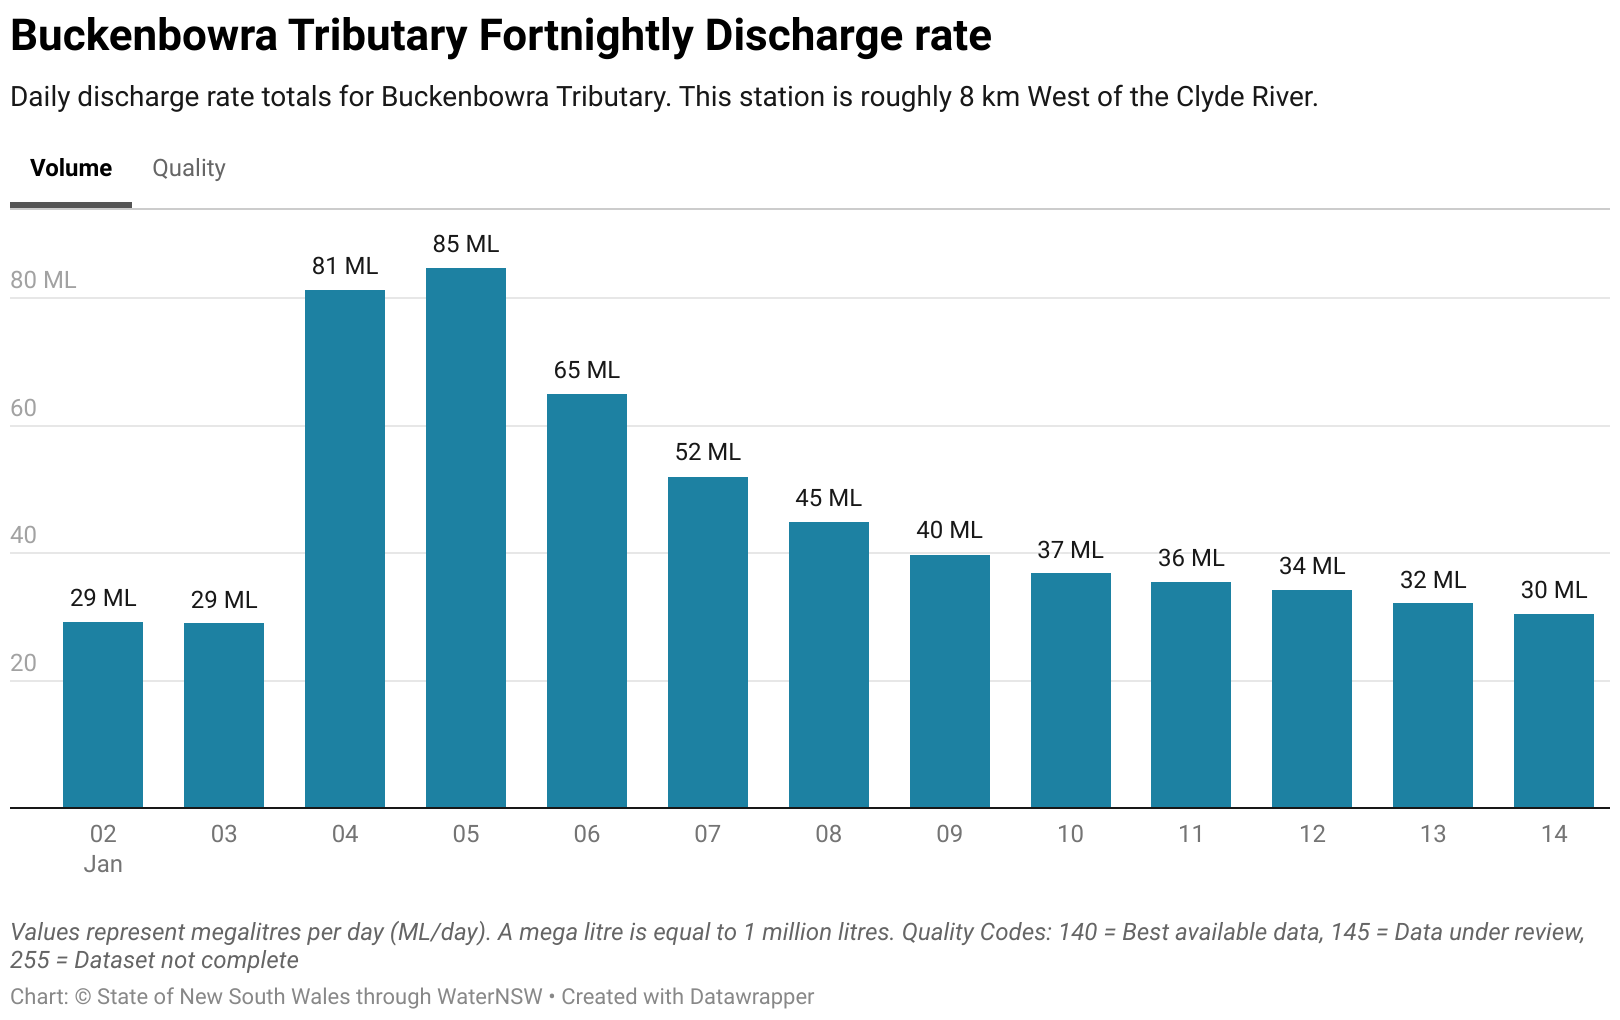 Buckenbowra Tributary Fortnightly Discharge rate
Daily discharge rate totals for Buckenbowra Tributary. This station is roughly 8 km West of the Clyde River.
Volume Quality
85 ML
81 ML
80 ML
65 ML
60
52 ML
45 ML
40 ML
40
37 ML
36 ML
34 ML
32 ML
30 ML
29 ML
29 ML
20
02 03 04 05 06 07 08 09 10 11 12 13 14
Jan
Values represent megalitres per day (ML/day). A mega litre is equal to 1 million litres. Quality Codes: 140 = Best available data, 145 = Data under review,
255 = Dataset not complete
Chart: © State of New South Wales through WaterNSW • Created with Datawrapper